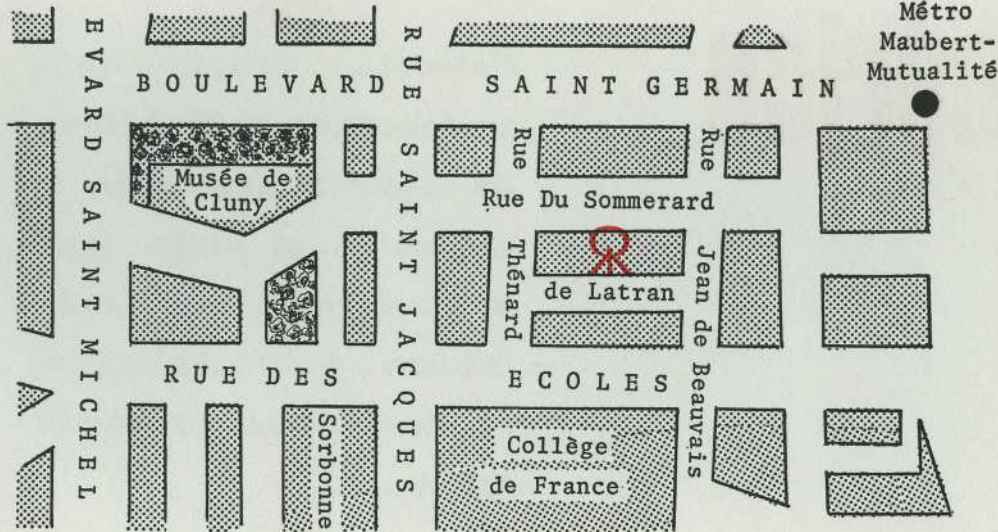 Métro
Maubert-
Mutualité
EVARD SAINT MICHEL
BOULEVARD SAINT GERMAIN
RUE SAINT JACQUES
Musée de
Cluny
Rue Thénard
Rue Jean de Beauvais
Rue Du Sommerard
de Latran
RUE DES ECOLES
Sorbonne
Collège
de France